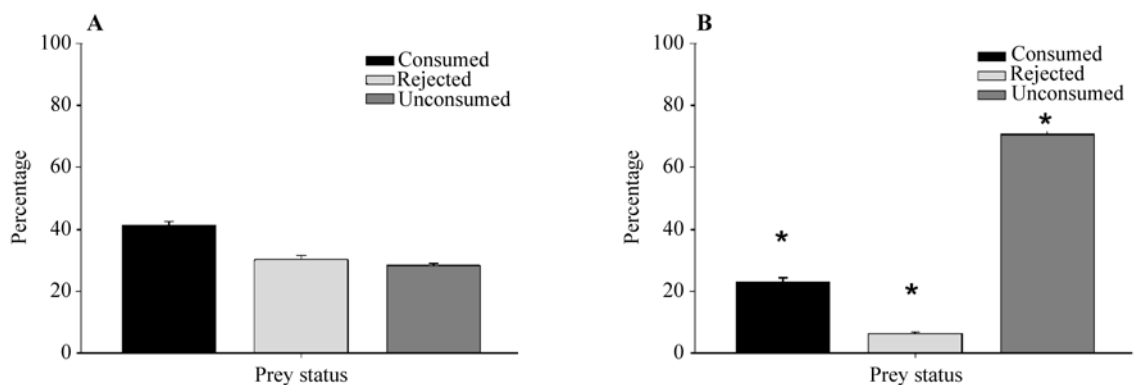 A
100
80
60
40
20
0
Percentage
Consumed
Rejected
Unconsumed
*
Prey status
B
100
80
60
40
20
0
Percentage
Consumed
Rejected
Unconsumed
*
*
*
Prey status